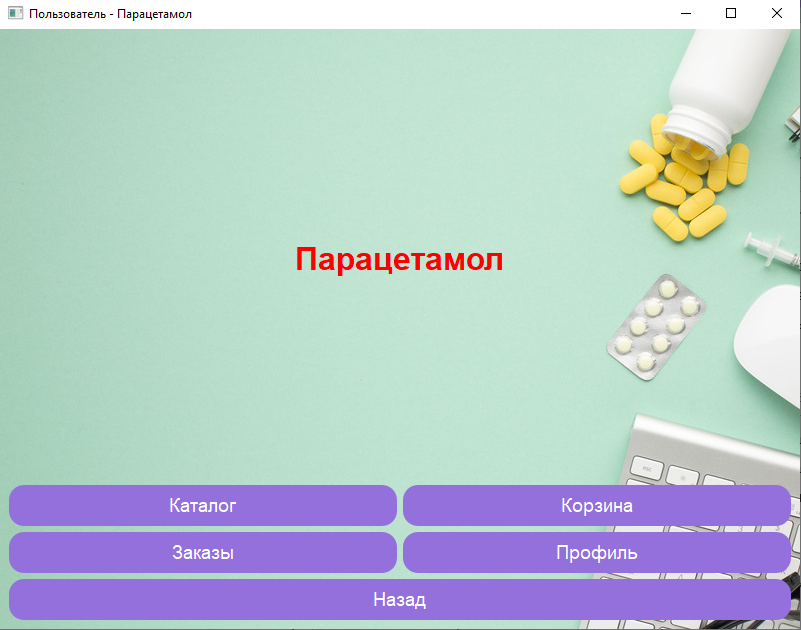 Пользователь - Парацетамол
Парацетамол
Каталог
Корзина
Заказы
Профиль
Назад